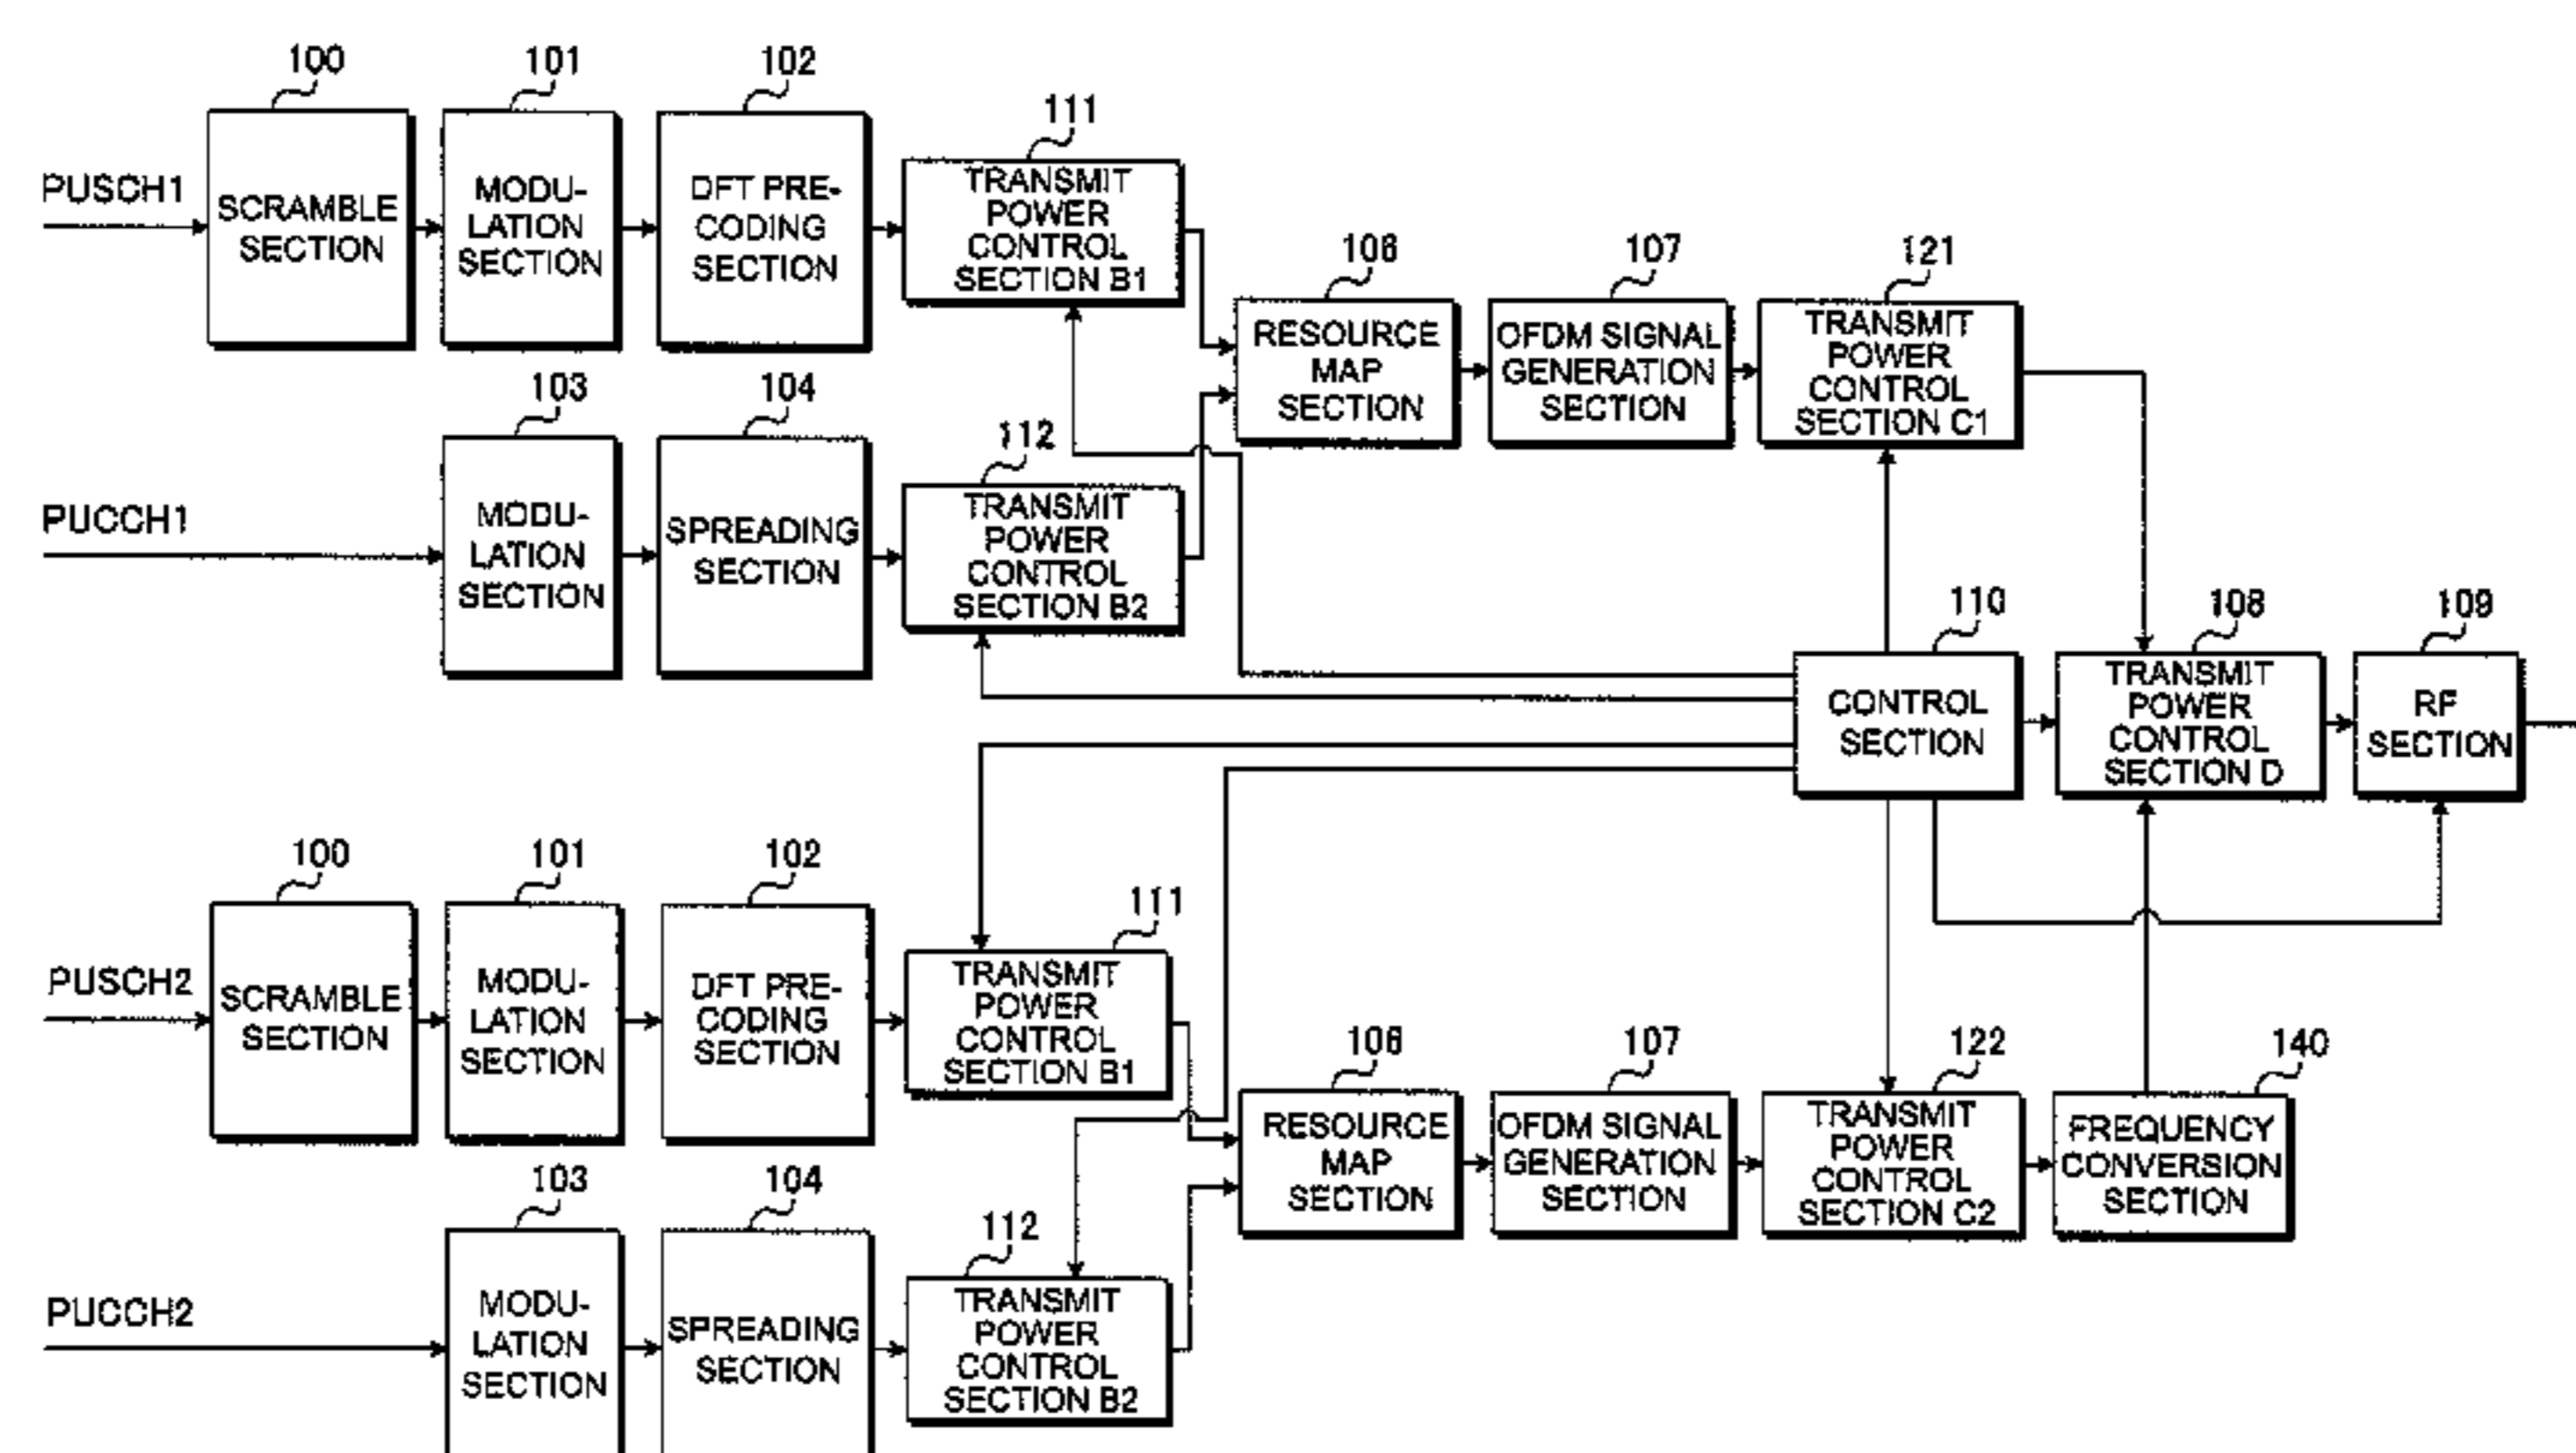 100
101
102
111
PUSCH1
SCRAMBLE
SECTION
MODU-
LATION
SECTION
DFT PRE-
CODING
SECTION
TRANSMIT
POWER
CONTROL
SECTION B1
106
107
121
RESOURCE
MAP
SECTION
OFDM SIGNAL
GENERATION
SECTION
TRANSMIT
POWER
CONTROL
SECTION C1
103
104
112
PUCCH1
MODU-
LATION
SECTION
SPREADING
SECTION
TRANSMIT
POWER
CONTROL
SECTION B2
110
108
109
CONTROL
SECTION
TRANSMIT
POWER
CONTROL
SECTION D
RF
SECTION
100
101
102
111
PUSCH2
SCRAMBLE
SECTION
MODU-
LATION
SECTION
DFT PRE-
CODING
SECTION
TRANSMIT
POWER
CONTROL
SECTION B1
106
107
122
140
RESOURCE
MAP
SECTION
OFDM SIGNAL
GENERATION
SECTION
TRANSMIT
POWER
CONTROL
SECTION C2
FREQUENCY
CONVERSION
SECTION
103
104
112
PUCCH2
MODU-
LATION
SECTION
SPREADING
SECTION
TRANSMIT
POWER
CONTROL
SECTION B2